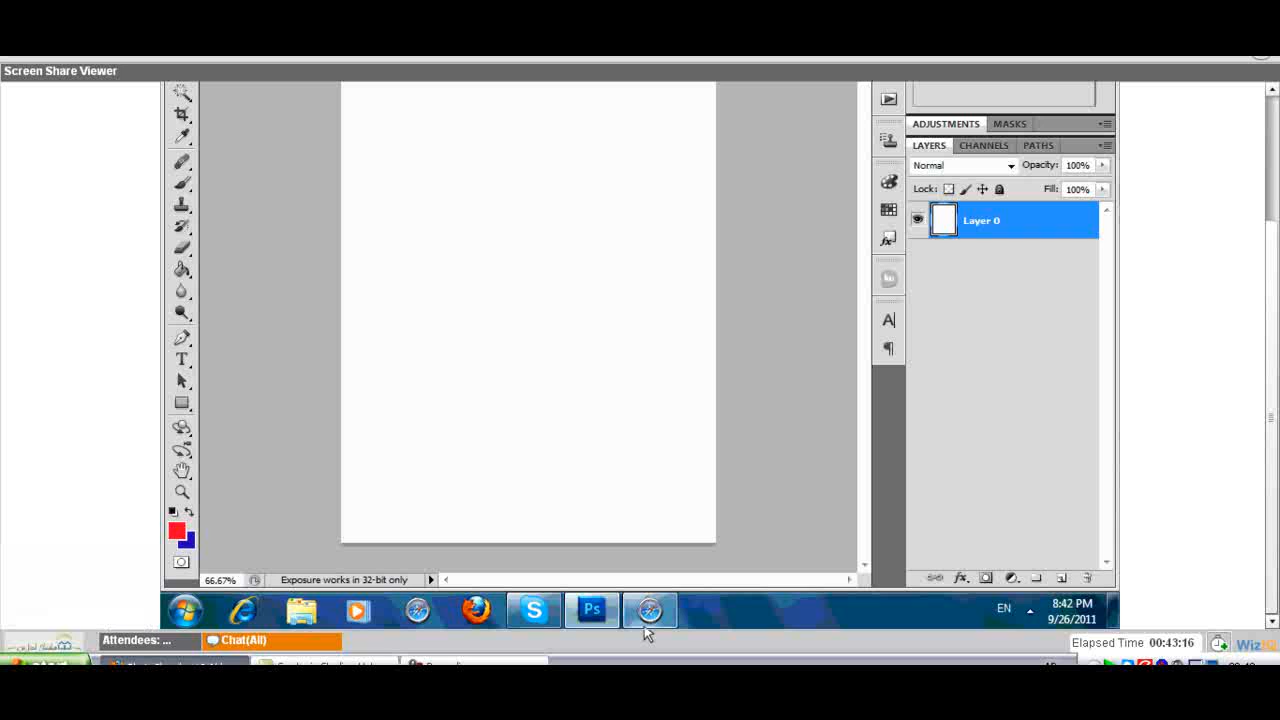 Screen Share Viewer
ADJUSTMENTS MASKS
LAYERS CHANNELS PATHS
Normal Opacity: 100%
Lock: Fill: 100%
Layer 0
A
T
66.67% Exposure works in 32-bit only
S Ps EN 8:42 PM
9/26/2011
Attendees: ... Chat(All)
Elapsed Time 00:43:16